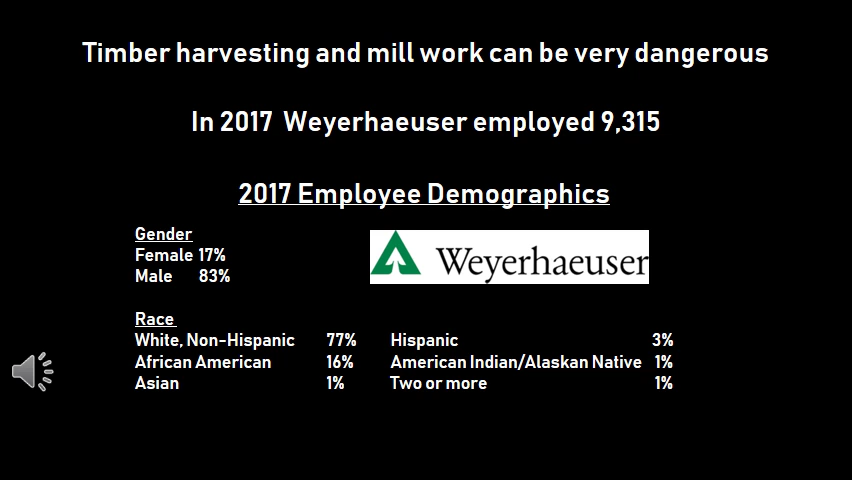 Timber harvesting and mill work can be very dangerous
In 2017 Weyerhaeuser employed 9,315
2017 Employee Demographics
Gender
Female 17%
Male 83%
Weyerhaeuser
Race
White, Non-Hispanic 77% Hispanic 3%
African American 16% American Indian/Alaskan Native 1%
Asian 1% Two or more 1%